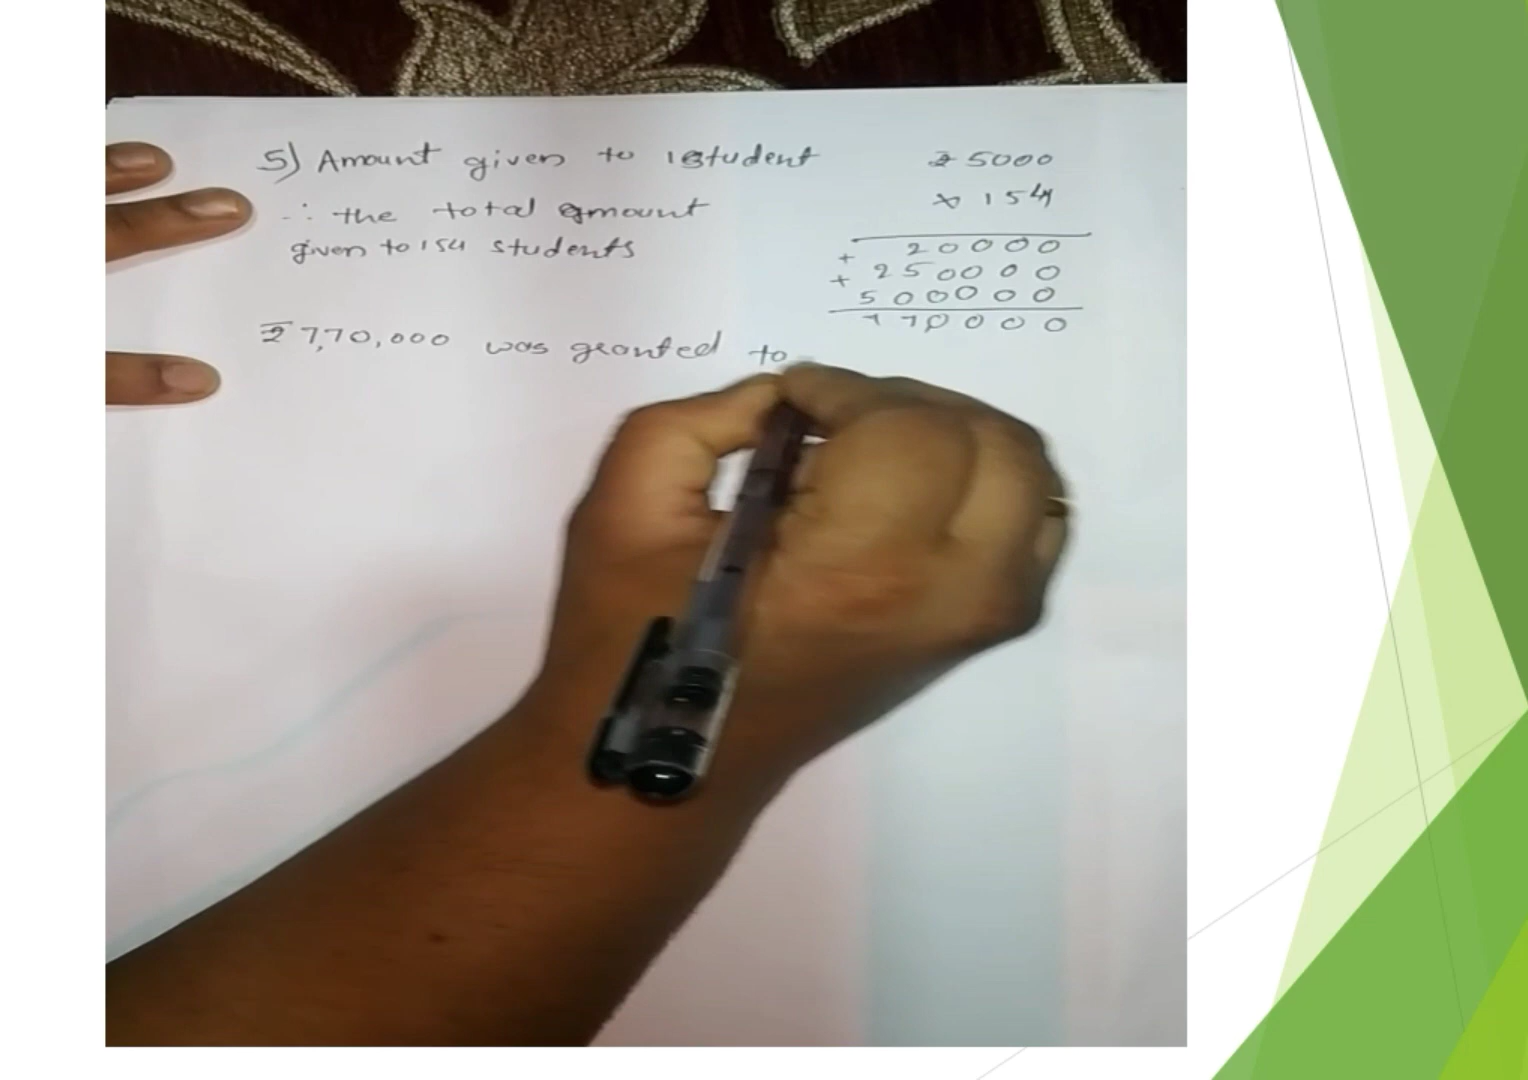 5) Amount given to 1student ₹ 5000
∴ the total amount × 154
given to 154 students
20000
+ 250000
+ 500000
770000
₹ 7,70,000 was granted to